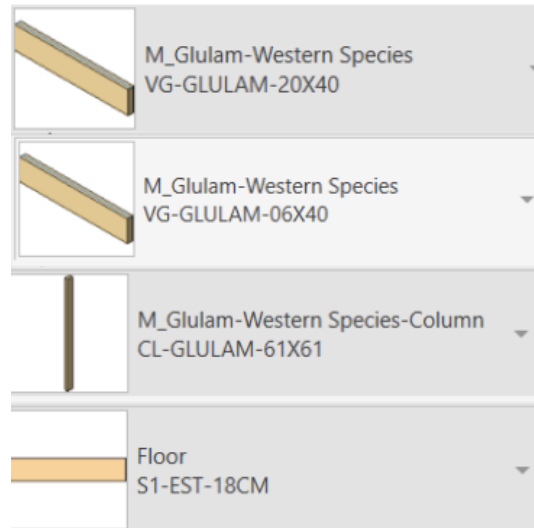 M_Glulam-Western Species
VG-GLULAM-20X40
M_Glulam-Western Species
VG-GLULAM-06X40
M_Glulam-Western Species-Column
CL-GLULAM-61X61
Floor
S1-EST-18CM